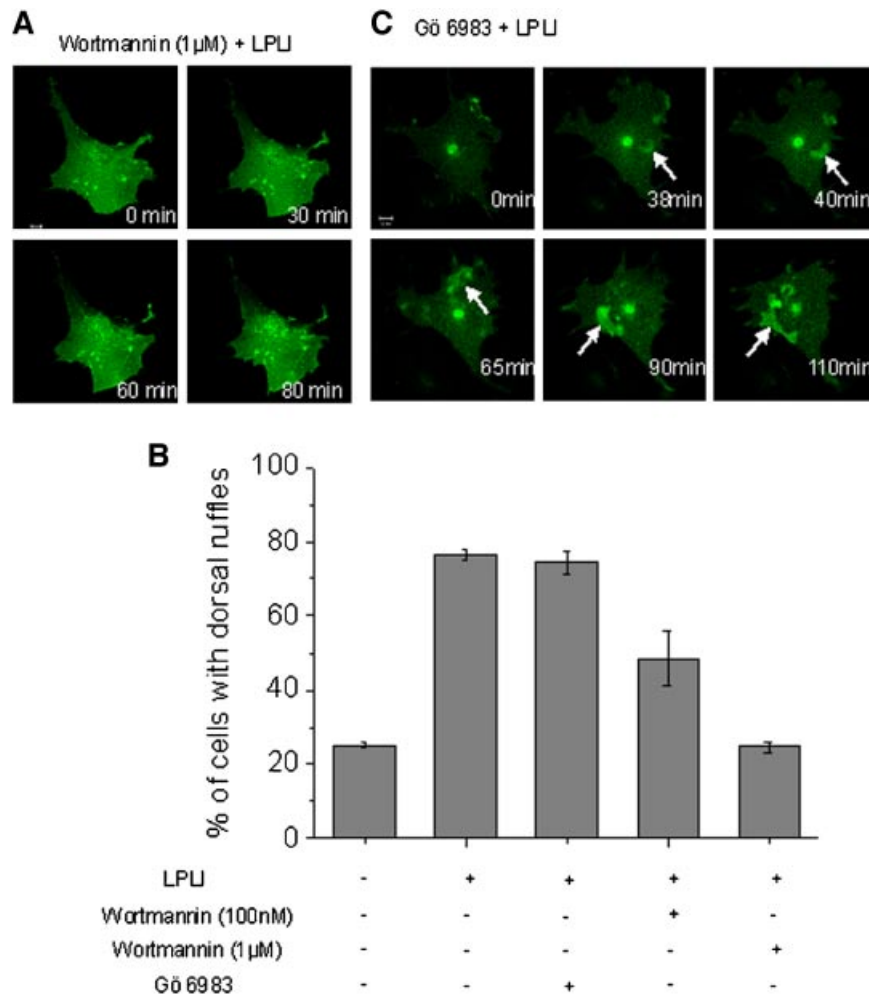 A
Wortmannin (1µM) + LPLI
0 min
30 min
60 min
80 min
C
Gö 6983 + LPLI
0min
38min
40min
65min
90min
110min
B
% of cells with dorsal ruffles
100
80
60
40
20
0
LPLI - + + + +
Wortmannin (100nM) - - - + -
Wortmannin (1µM) - - - - +
Gö 6983 - - + - -